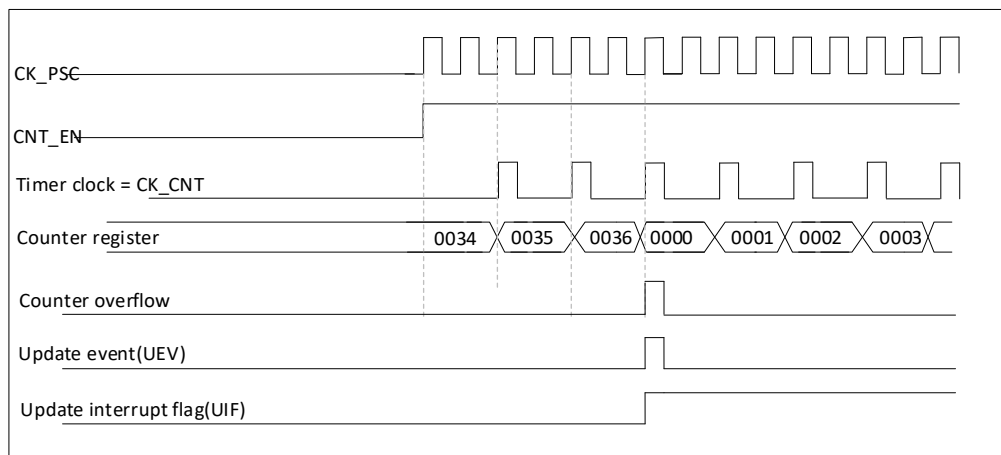 CK_PSC
CNT_EN
Timer clock = CK_CNT
Counter register 0034 0035 0036 0000 0001 0002 0003
Counter overflow
Update event(UEV)
Update interrupt flag(UIF)